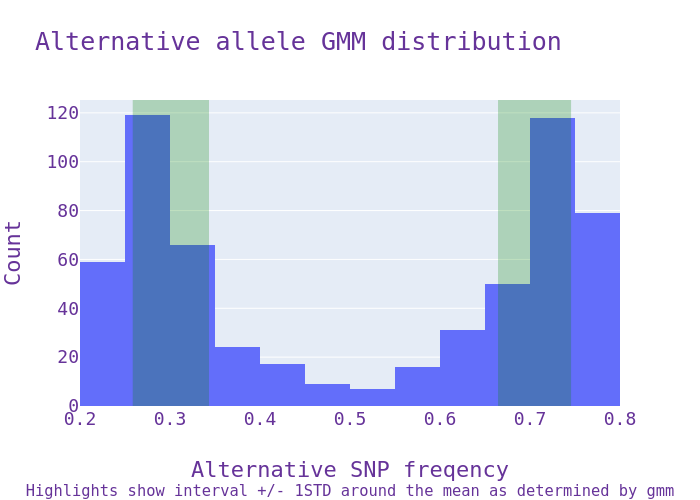 Alternative allele GMM distribution
120
100
80
60
40
20
0
Count
0.2 0.3 0.4 0.5 0.6 0.7 0.8
Alternative SNP freqency
Highlights show interval +/- 1STD around the mean as determined by gmm